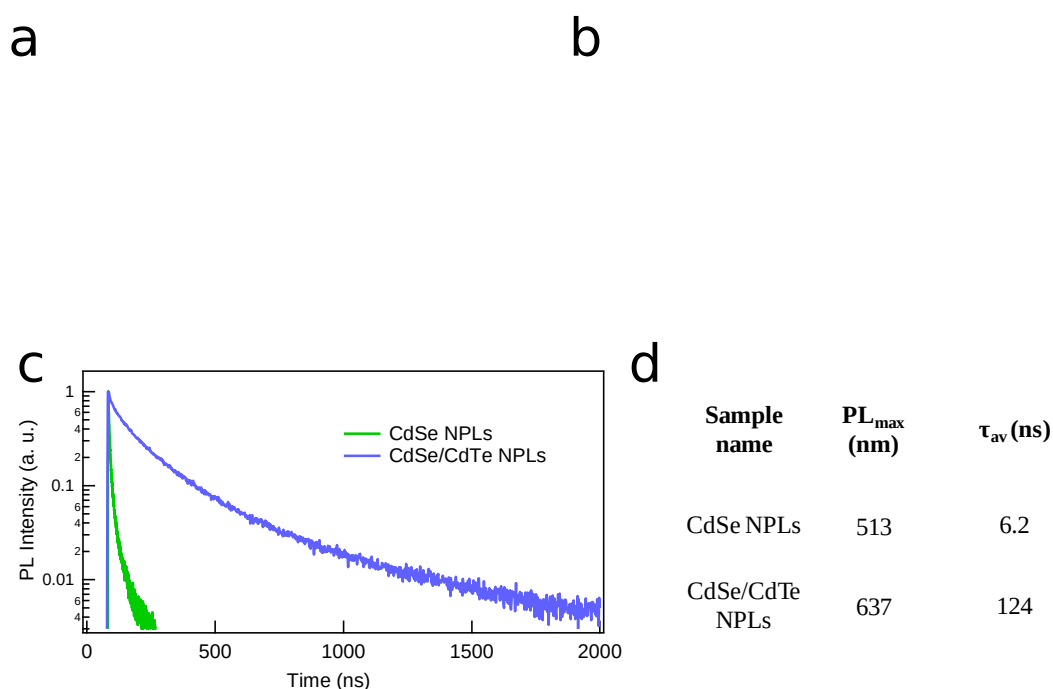 a
b
c
1
6
4
2
0.1
6
4
2
0.01
6
4
PL Intensity (a. u.)
CdSe NPLs
CdSe/CdTe NPLs
0 500 1000 1500 2000
Time (ns)
d
Sample name PLmax (nm) τav (ns)
CdSe NPLs 513 6.2
CdSe/CdTe NPLs 637 124